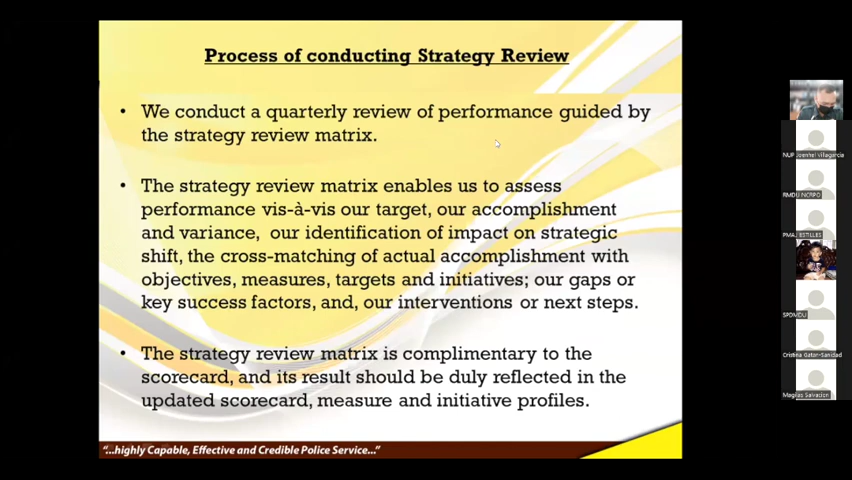 Process of conducting Strategy Review
• We conduct a quarterly review of performance guided by
the strategy review matrix.
• The strategy review matrix enables us to assess
performance vis-à-vis our target, our accomplishment
and variance, our identification of impact on strategic
shift, the cross-matching of actual accomplishment with
objectives, measures, targets and initiatives; our gaps or
key success factors, and, our interventions or next steps.
• The strategy review matrix is complimentary to the
scorecard, and its result should be duly reflected in the
updated scorecard, measure and initiative profiles.
"...highly Capable, Effective and Credible Police Service..."
NUP Villagarcia
RMDU NCRPO
PMAJ ESTILLES
SPDMDU
Cristina Gaton-Sanidad
Magilas Salvacion